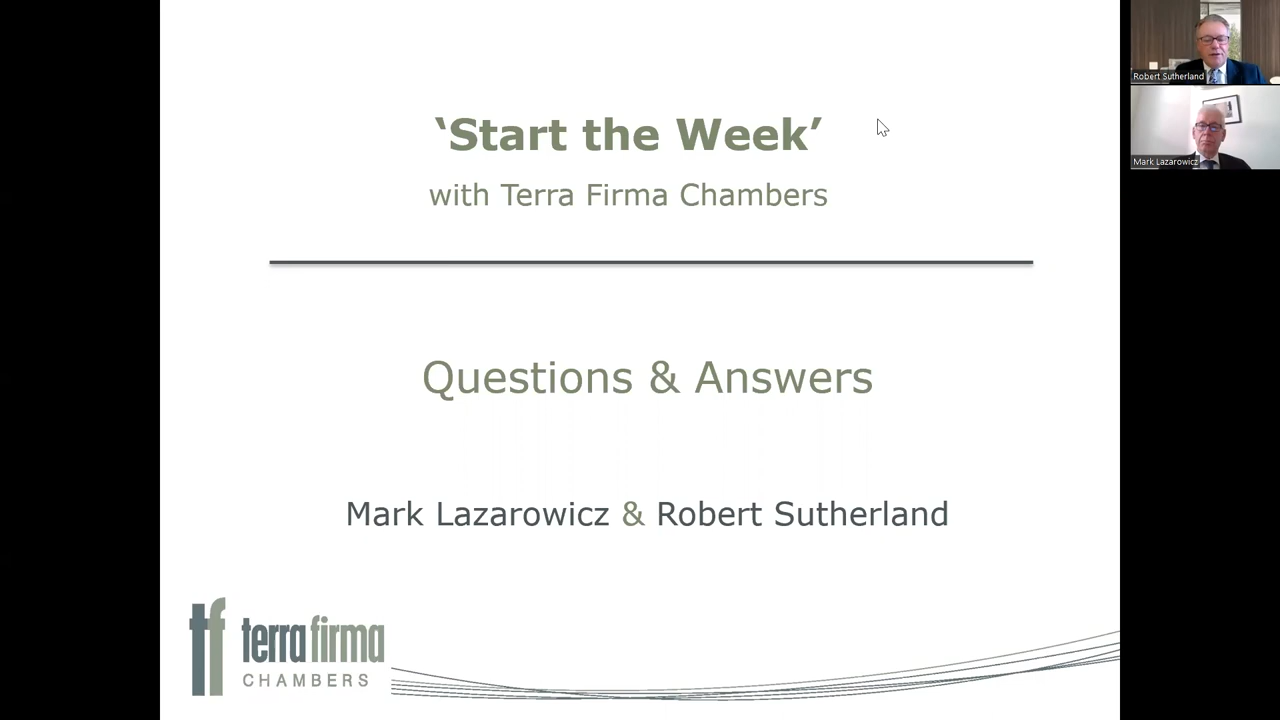 ‘Start the Week’
with Terra Firma Chambers
Questions & Answers
Mark Lazarowicz & Robert Sutherland
tf terra firma
CHAMBERS
Robert Sutherland
Mark Lazarowicz